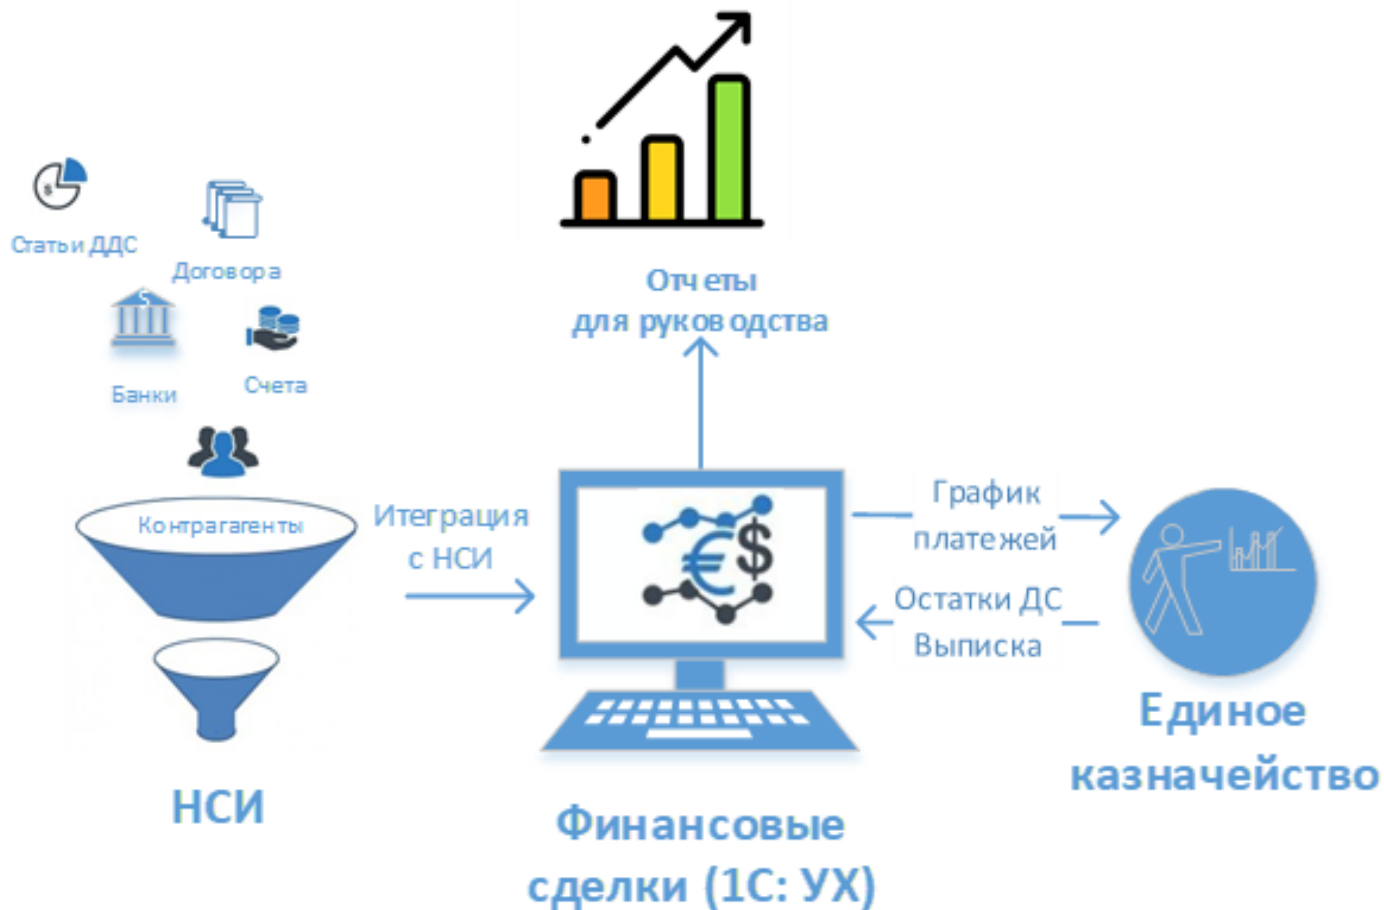 Статьи ДДС
Договора
Банки
Счета
Контрагагенты
НСИ
Итеграция
с НСИ
Отчеты
для руководства
Финансовые
сделки (1С: УХ)
График
платежей
Остатки ДС
Выписка
Единое
казначейство